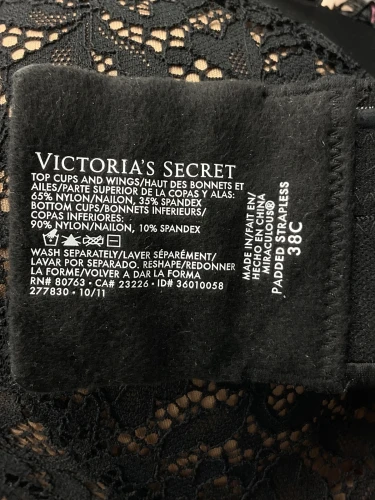 VICTORIA'S SECRET
TOP CUPS AND WINGS/HAUT DES BONNETS ET
AILES/PARTE SUPERIOR DE LA COPAS Y ALAS:
65% NYLON/NAILON, 35% SPANDEX
BOTTOM CUPS/BONNETS INFERIEURS/
COPAS INFERIORES:
90% NYLON/NAILON, 10% SPANDEX
WASH SEPARATELY/LAVER SÉPARÉMENT/
LAVAR POR SEPARADO. RESHAPE/REDONNER
LA FORME/VOLVER A DAR LA FORMA
RN# 80763 • CA# 23226 • ID# 36010058
277830 • 10/11
MADE IN/FAIT EN/
HECHO EN CHINA
MIRACULOUS®
PADDED STRAPLESS
38C